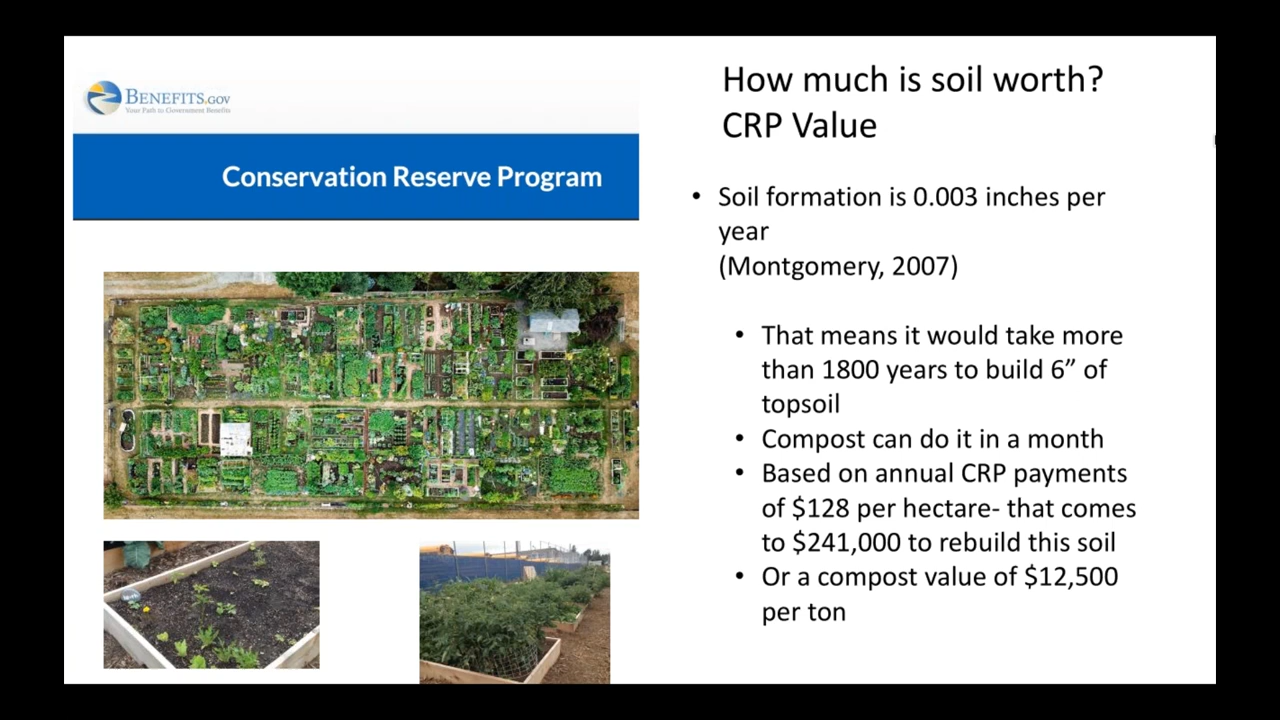 BENEFITS.GOV
Your Path to Government Benefits
Conservation Reserve Program
How much is soil worth?
CRP Value
• Soil formation is 0.003 inches per
year
(Montgomery, 2007)
• That means it would take more
than 1800 years to build 6” of
topsoil
• Compost can do it in a month
• Based on annual CRP payments
of $128 per hectare- that comes
to $241,000 to rebuild this soil
• Or a compost value of $12,500
per ton